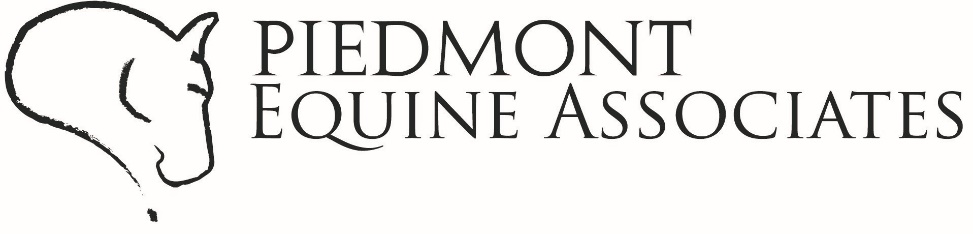 PIEDMONT
EQUINE ASSOCIATES